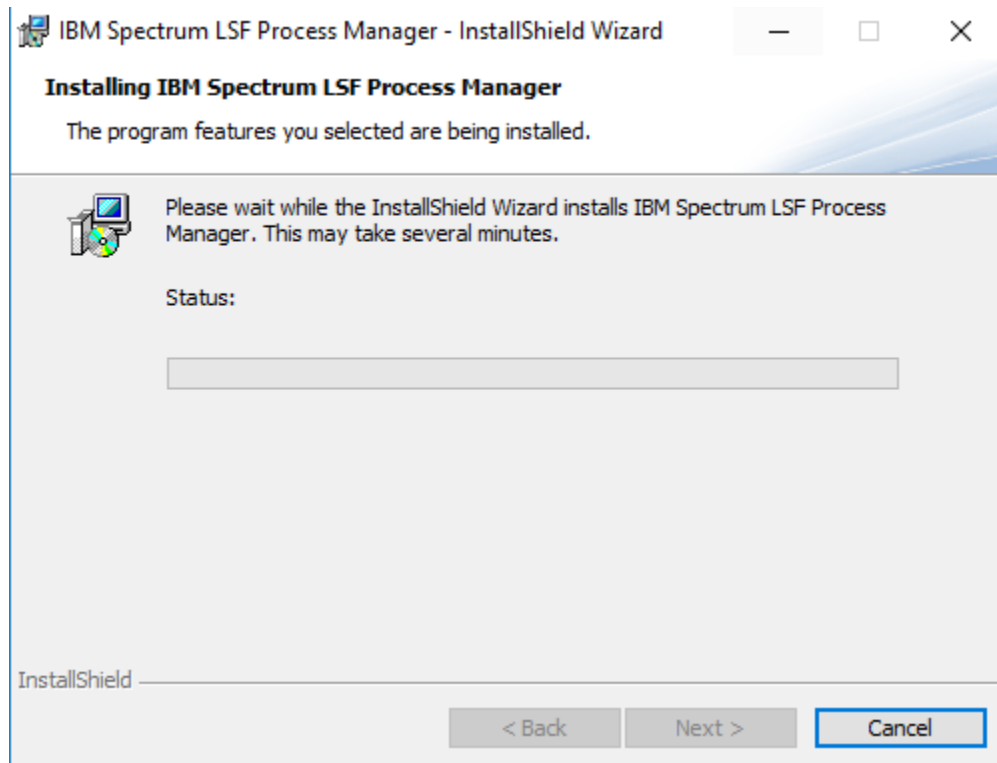 IBM Spectrum LSF Process Manager - InstallShield Wizard
Installing IBM Spectrum LSF Process Manager
The program features you selected are being installed.
Please wait while the InstallShield Wizard installs IBM Spectrum LSF Process
Manager. This may take several minutes.
Status:
InstallShield
< Back Next > Cancel